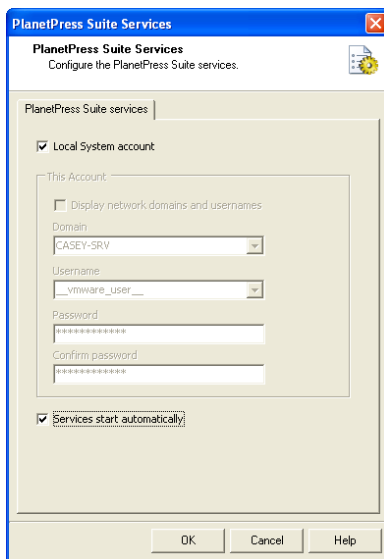 PlanetPress Suite Services
PlanetPress Suite Services
Configure the PlanetPress Suite services.
PlanetPress Suite services
Local System account
This Account
Display network domains and usernames
Domain
CASEY-SRV
Username
__vmware_user__
Password
************
Confirm password
************
Services start automatically
OK Cancel Help